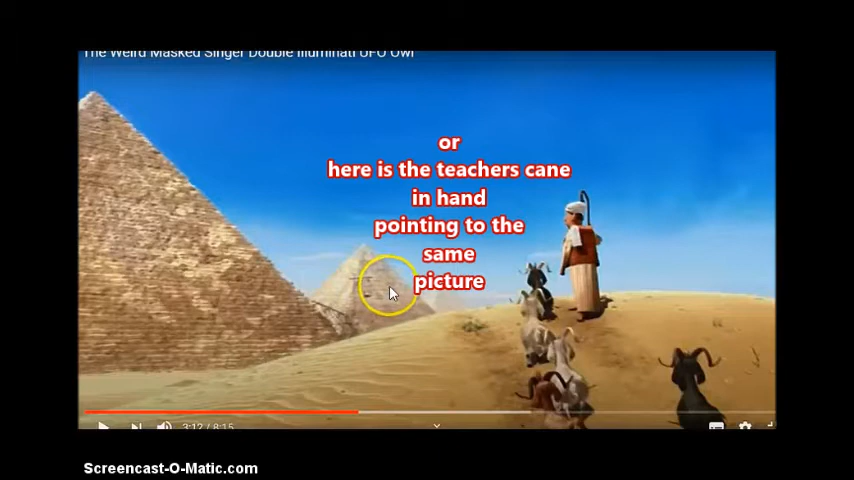 The Weird Masked Singer Double Illuminati UFO Owl
or
here is the teachers cane
in hand
pointing to the
same
picture
3:12 / 8:15
Screencast-O-Matic.com